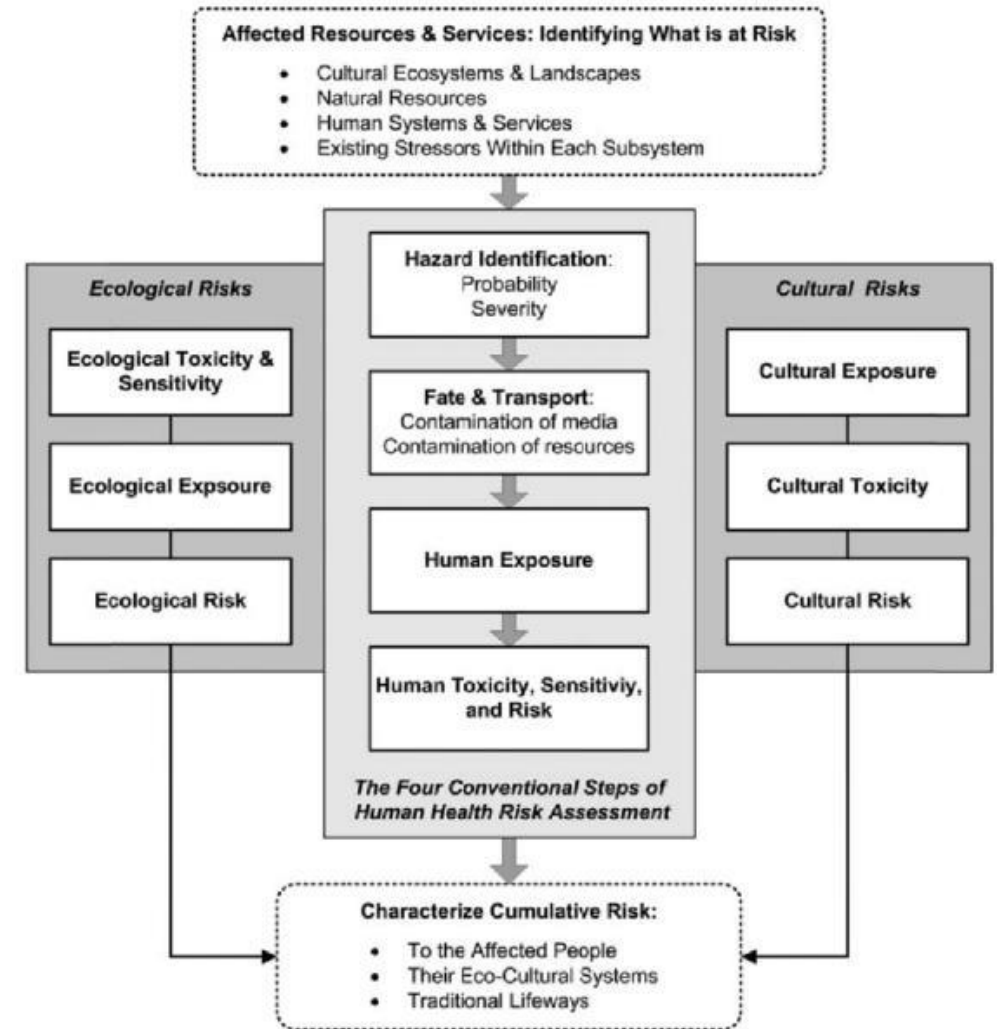 Affected Resources & Services: Identifying What is at Risk
• Cultural Ecosystems & Landscapes
• Natural Resources
• Human Systems & Services
• Existing Stressors Within Each Subsystem
Ecological Risks
Ecological Toxicity &
Sensitivity
Ecological Expsoure
Ecological Risk
Hazard Identification:
Probability
Severity
Fate & Transport:
Contamination of media
Contamination of resources
Human Exposure
Human Toxicity, Sensitiviy,
and Risk
The Four Conventional Steps of
Human Health Risk Assessment
Cultural Risks
Cultural Exposure
Cultural Toxicity
Cultural Risk
Characterize Cumulative Risk:
• To the Affected People
• Their Eco-Cultural Systems
• Traditional Lifeways